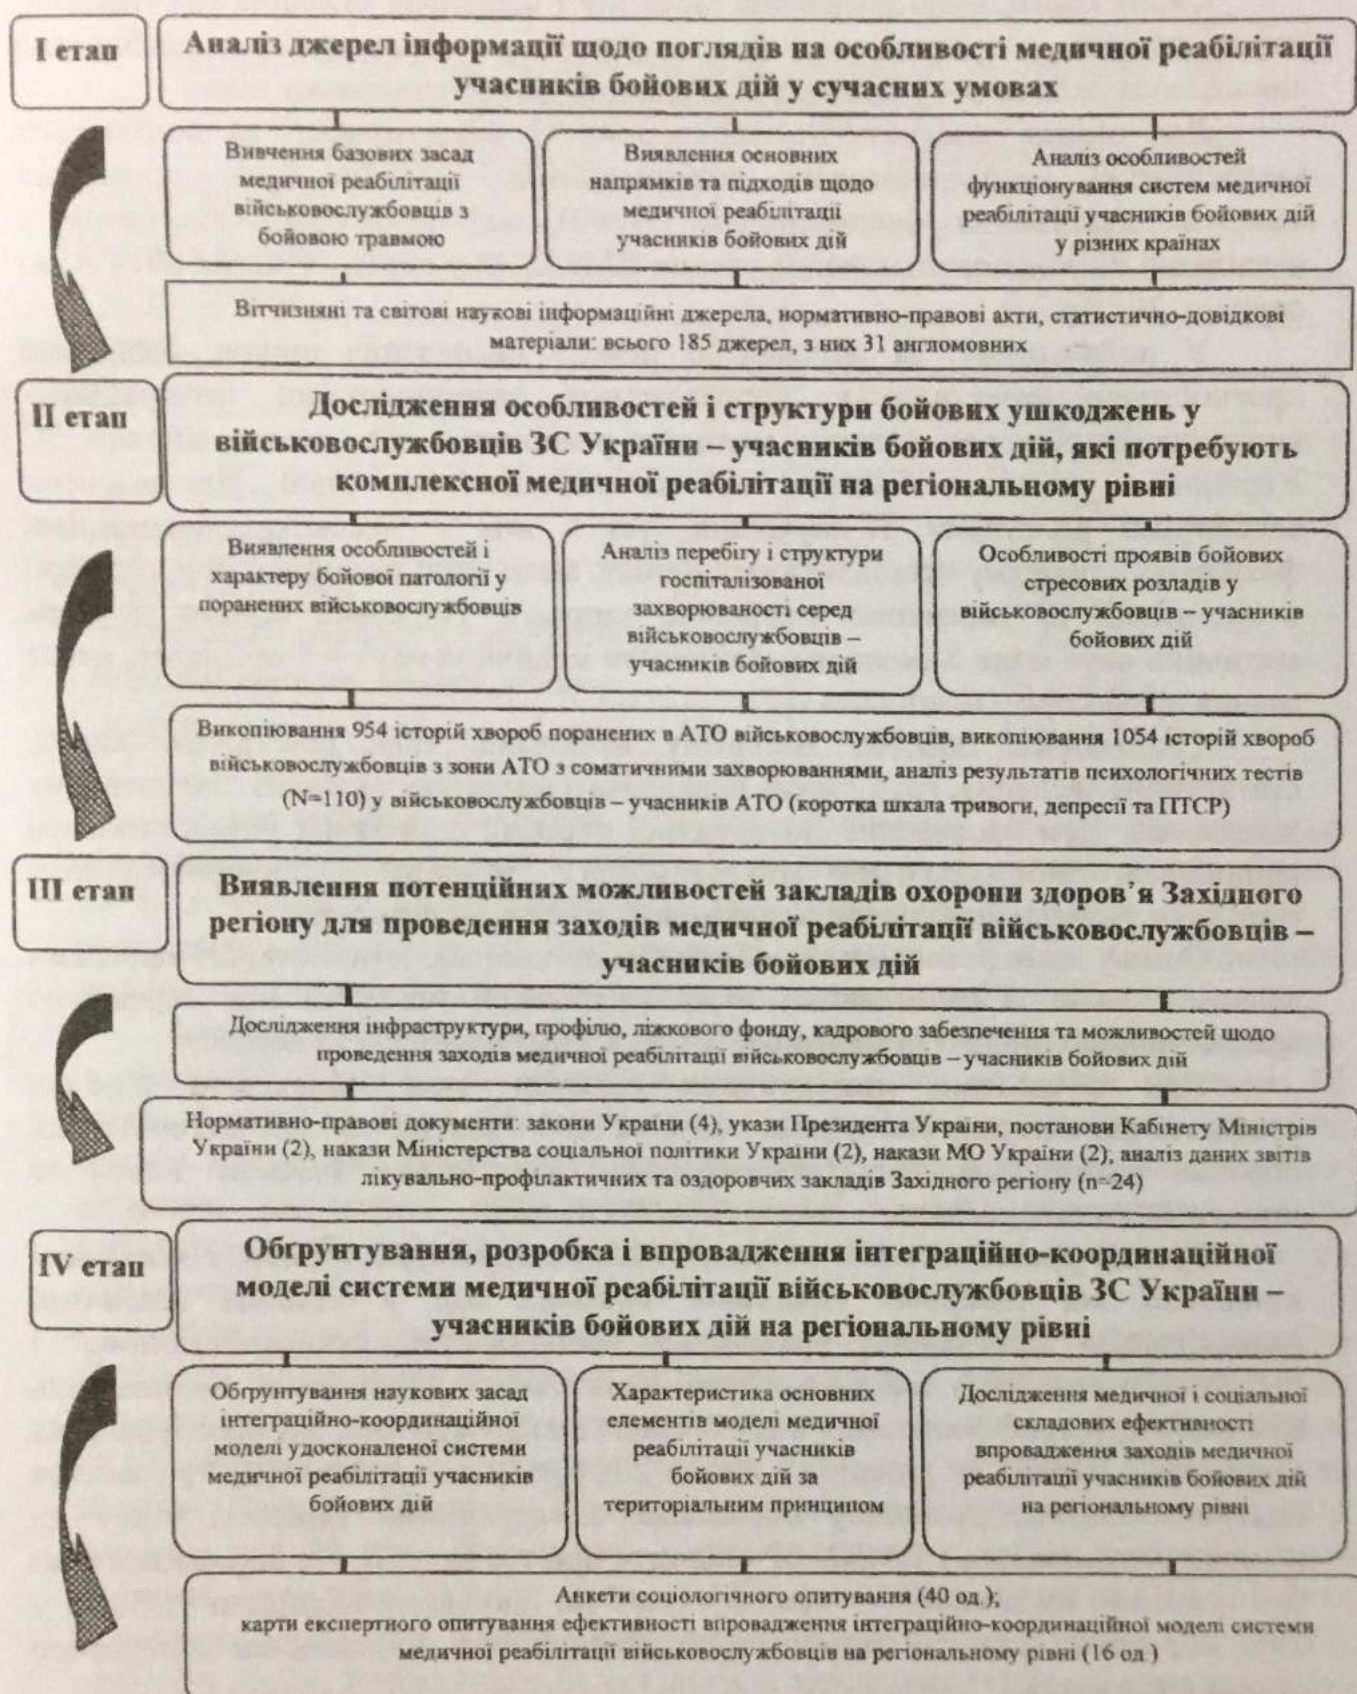 І етап
Аналіз джерел інформації щодо поглядів на особливості медичної реабілітації
учасників бойових дій у сучасних умовах
Вивчення базових засад
медичної реабілітації
військовослужбовців з
бойовою травмою
Виявлення основних
напрямків та підходів щодо
медичної реабілітації
учасників бойових дій
Аналіз особливостей
функціонування систем медичної
реабілітації учасників бойових дій
у різних країнах
Вітчизняні та світові наукові інформаційні джерела, нормативно-правові акти, статистично-довідкові
матеріали: всього 185 джерел, з них 31 англомовних
ІІ етап
Дослідження особливостей і структури бойових ушкоджень у
військовослужбовців ЗС України – учасників бойових дій, які потребують
комплексної медичної реабілітації на регіональному рівні
Виявлення особливостей і
характеру бойової патології у
поранених військовослужбовців
Аналіз перебігу і структури
госпіталізованої
захворюваності серед
військовослужбовців –
учасників бойових дій
Особливості проявів бойових
стресових розладів у
військовослужбовців – учасників
бойових дій
Викопіювання 954 історій хвороб поранених в АТО військовослужбовців, викопіювання 1054 історій хвороб
військовослужбовців з зони АТО з соматичними захворюваннями, аналіз результатів психологічних тестів
(N=110) у військовослужбовців – учасників АТО (коротка шкала тривоги, депресії та ПТСР)
ІІІ етап
Виявлення потенційних можливостей закладів охорони здоров’я Західного
регіону для проведення заходів медичної реабілітації військовослужбовців –
учасників бойових дій
Дослідження інфраструктури, профілю, ліжкового фонду, кадрового забезпечення та можливостей щодо
проведення заходів медичної реабілітації військовослужбовців – учасників бойових дій
Нормативно-правові документи: закони України (4), укази Президента України, постанови Кабінету Міністрів
України (2), накази Міністерства соціальної політики України (2), накази МО України (2), аналіз даних звітів
лікувально-профілактичних та оздоровчих закладів Західного регіону (n=24)
IV етап
Обґрунтування, розробка і впровадження інтеграційно-координаційної
моделі системи медичної реабілітації військовослужбовців ЗС України –
учасників бойових дій на регіональному рівні
Обґрунтування наукових засад
інтеграційно-координаційної
моделі удосконаленої системи
медичної реабілітації учасників
бойових дій
Характеристика основних
елементів моделі медичної
реабілітації учасників
бойових дій за
територіальним принципом
Дослідження медичної і соціальної
складових ефективності
впровадження заходів медичної
реабілітації учасників бойових дій
на регіональному рівні
Анкети соціологічного опитування (40 од.);
карти експертного опитування ефективності впровадження інтеграційно-координаційної моделі системи
медичної реабілітації військовослужбовців на регіональному рівні (16 од.)